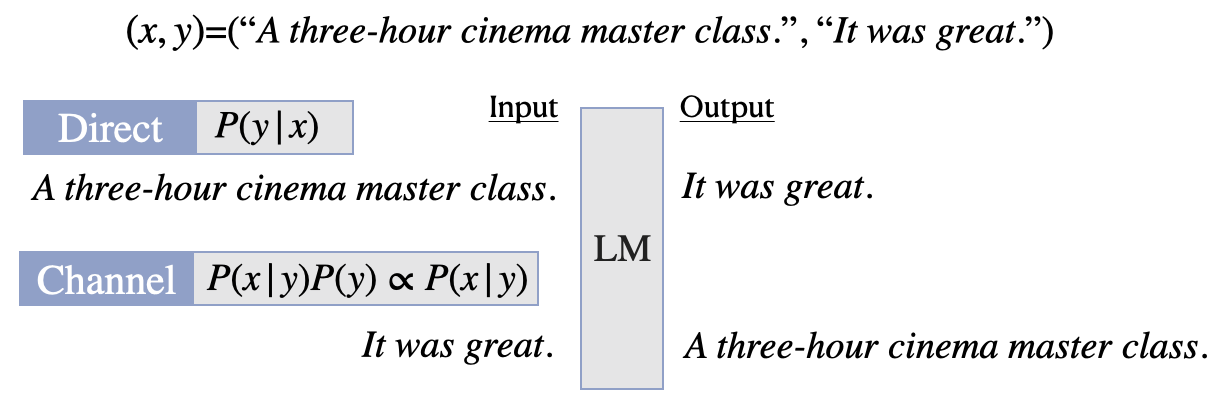 (x, y)=(“A three-hour cinema master class.”, “It was great.”)
Input Output
Direct P(y|x)
A three-hour cinema master class. It was great.
LM
Channel P(x|y)P(y) ∝ P(x|y)
It was great. A three-hour cinema master class.